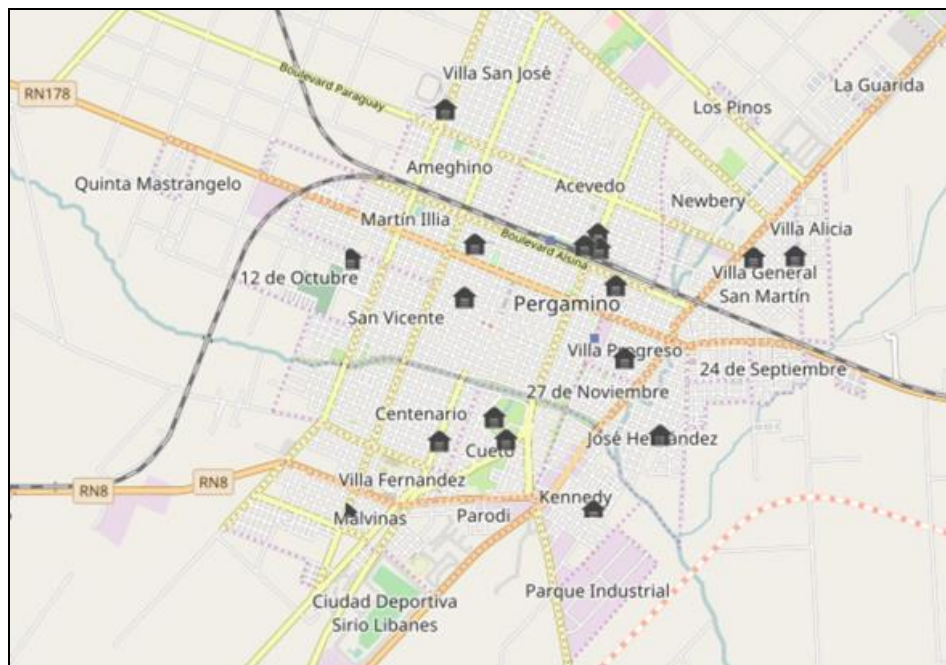 Villa San José
La Guarida
RN178
Boulevard Paraguay
Los Pinos
Ameghino
Quinta Mastrangelo
Acevedo
Newbery
Martín Illia
Boulevard Alsina
Villa Alicia
12 de Octubre
Villa General
San Martín
San Vicente
Pergamino
Villa Progreso
24 de Septiembre
27 de Noviembre
Centenario
José Hernández
Cueto
Villa Fernandez
RN8
RN8
Kennedy
Malvinas
Parodi
Parque Industrial
Ciudad Deportiva
Sirio Libanes